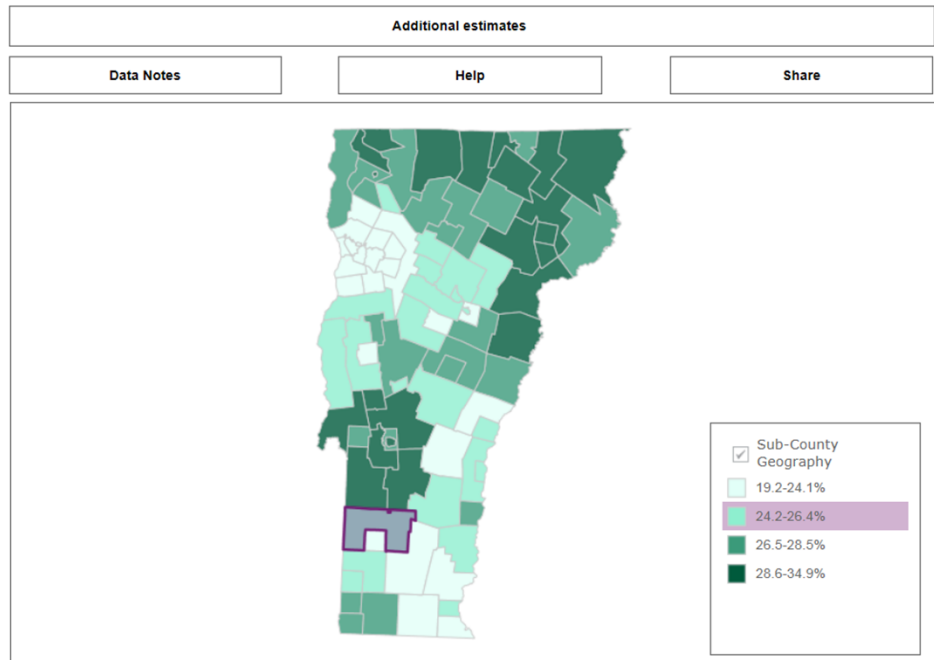 Additional estimates
Data Notes
Help
Share
Sub-County
Geography
19.2-24.1%
24.2-26.4%
26.5-28.5%
28.6-34.9%